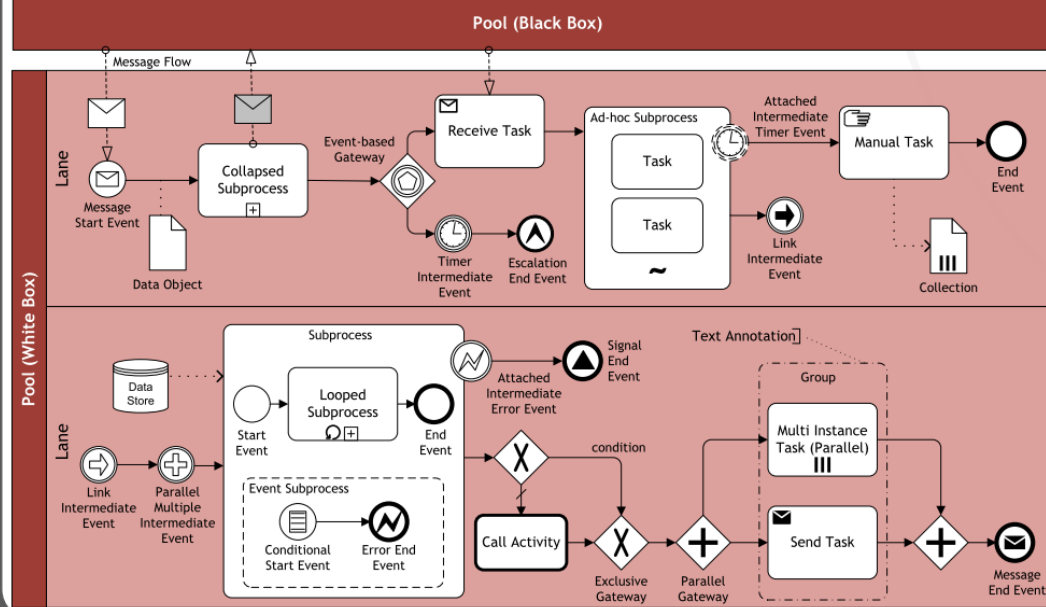 Pool (Black Box)
Message Flow
Pool (White Box)
Lane
Message
Start Event
Data Object
Collapsed
Subprocess
Event-based
Gateway
Receive Task
Timer
Intermediate
Event
Escalation
End Event
Ad-hoc Subprocess
Task
Task
Attached
Intermediate
Timer Event
Link
Intermediate
Event
Manual Task
End
Event
Collection
Lane
Data
Store
Link
Intermediate
Event
Parallel
Multiple
Intermediate
Event
Subprocess
Start
Event
Looped
Subprocess
End
Event
Event Subprocess
Conditional
Start Event
Error End
Event
Attached
Intermediate
Error Event
Signal
End
Event
condition
Call Activity
Exclusive
Gateway
Parallel
Gateway
Text Annotation
Group
Multi Instance
Task (Parallel)
Send Task
Message
End Event